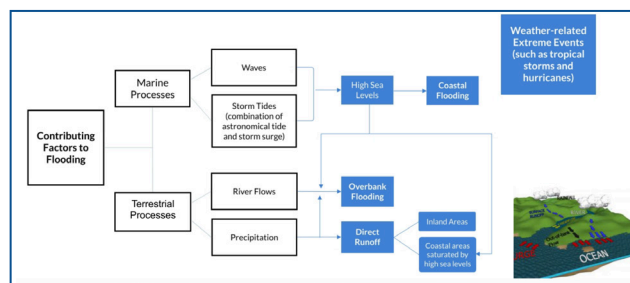 Weather-related
Extreme Events
(such as tropical
storms and
hurricanes)
Waves
Marine
Processes
High Sea
Levels
Coastal
Flooding
Storm Tides
(combination of
astronomical tide
and storm surge)
Contributing
Factors to
Flooding
River Flows
Overbank
Flooding
Terrestrial
Processes
Precipitation
Direct
Runoff
Inland Areas
Coastal areas
saturated by
high sea levels
OCEAN